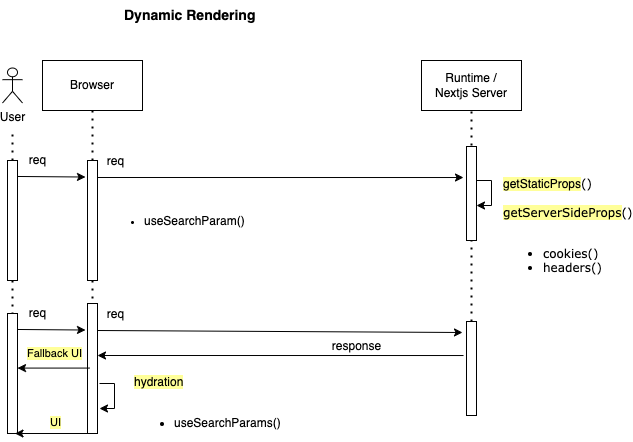 Dynamic Rendering
Browser
Runtime /
Nextjs Server
User
req
req
getStaticProps()
getServerSideProps()
• useSearchParam()
• cookies()
• headers()
req
req
response
Fallback UI
hydration
UI
• useSearchParams()